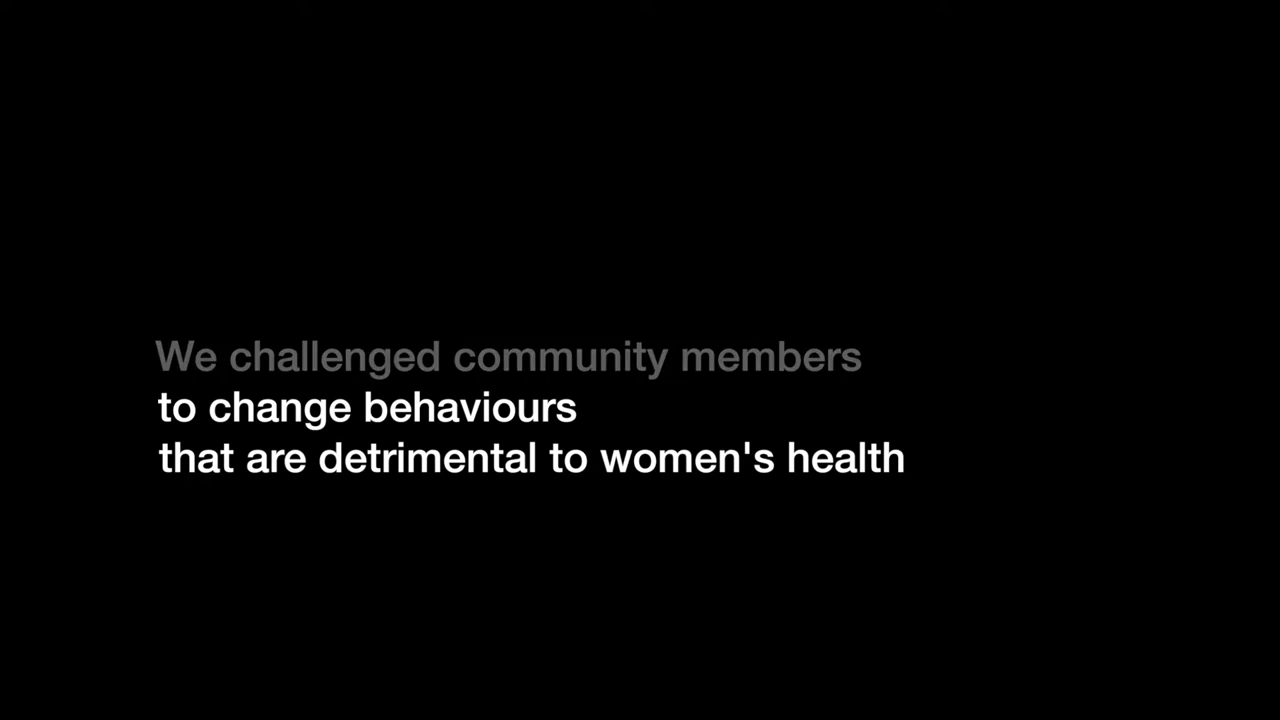 We challenged community members
to change behaviours
that are detrimental to women's health